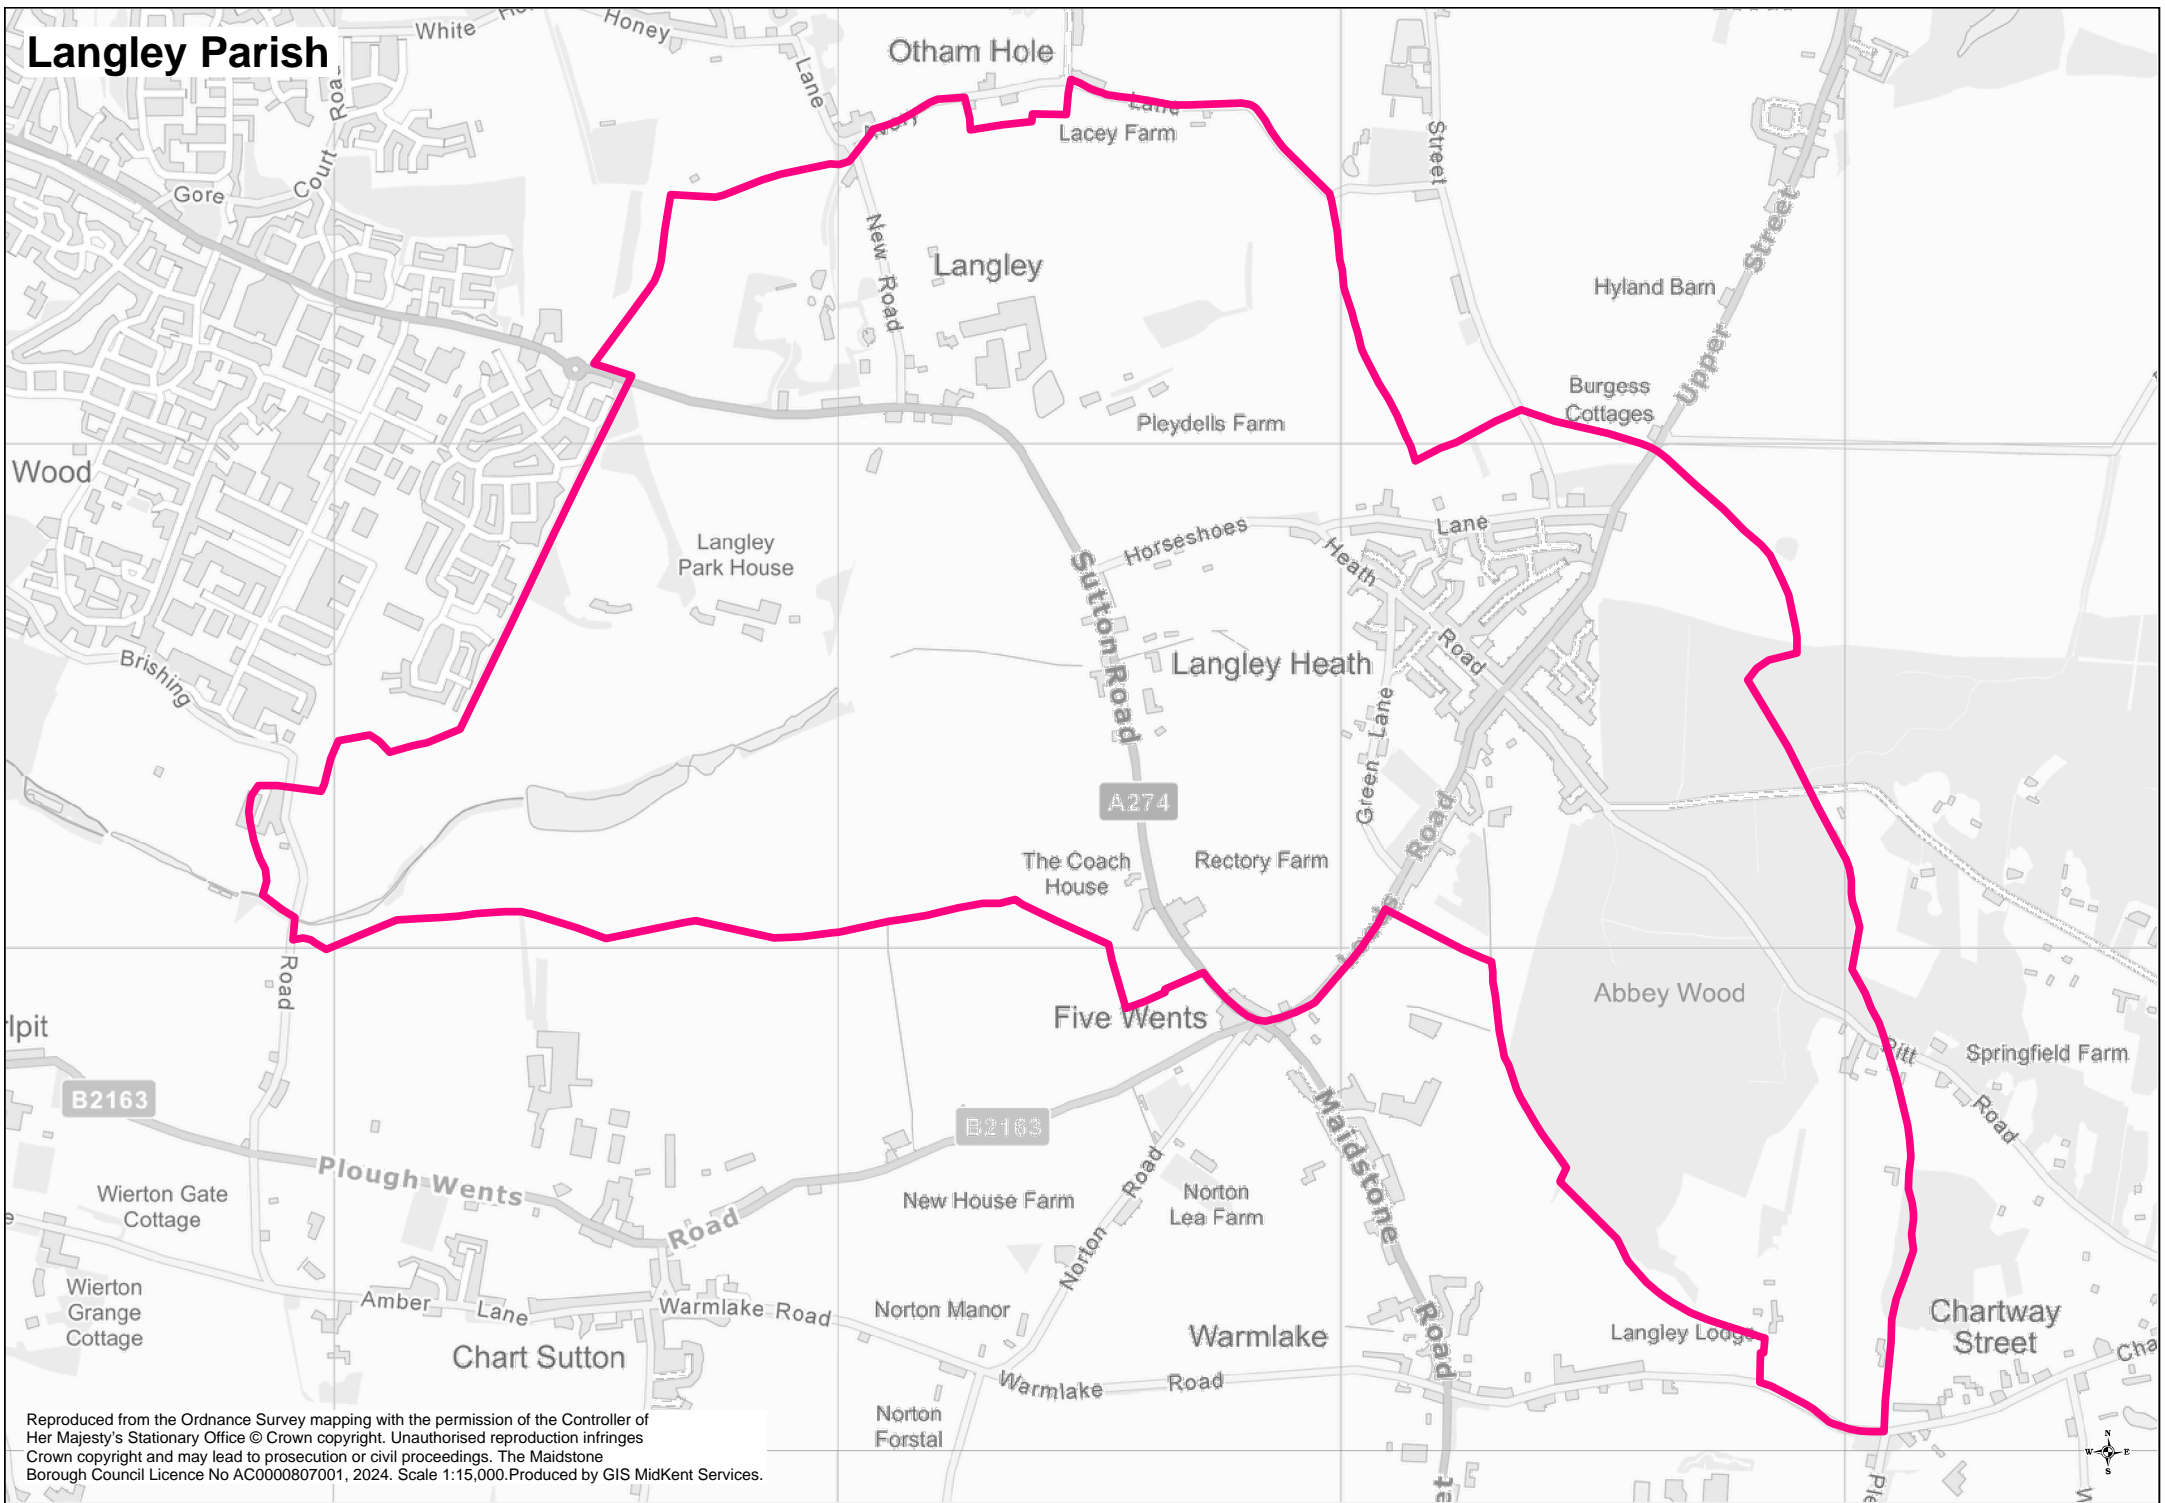 Langley Parish
White
Honey
Lane
Otham Hole
Lane
Lacey Farm
Street
Gore
Court
Road
New Road
Langley
Upper Street
Hyland Barn
Burgess
Cottages
Pleydells Farm
Wood
Langley
Park House
Horseshoes
Lane
Heath
Road
Sutton Road
Langley Heath
Green Lane
Brishing
Road
A274
The Coach
House
Rectory Farm
Road
Abbey Wood
Five Wents
Pitt
Road
Springfield Farm
lpit
B2163
B2163
Plough Wents
Road
Maidstone
Road
Wierton Gate
Cottage
New House Farm
Norton
Lea Farm
Norton
Road
Wierton
Grange
Cottage
Amber
Lane
Warmlake Road
Norton Manor
Warmlake
Langley Lodge
Chartway
Street
Cha
Chart Sutton
Warmlake
Road
Norton
Forstal
Ple
et
Reproduced from the Ordnance Survey mapping with the permission of the Controller of
Her Majesty's Stationary Office © Crown copyright. Unauthorised reproduction infringes
Crown copyright and may lead to prosecution or civil proceedings. The Maidstone
Borough Council Licence No AC0000807001, 2024. Scale 1:15,000.Produced by GIS MidKent Services.
N
W E
S